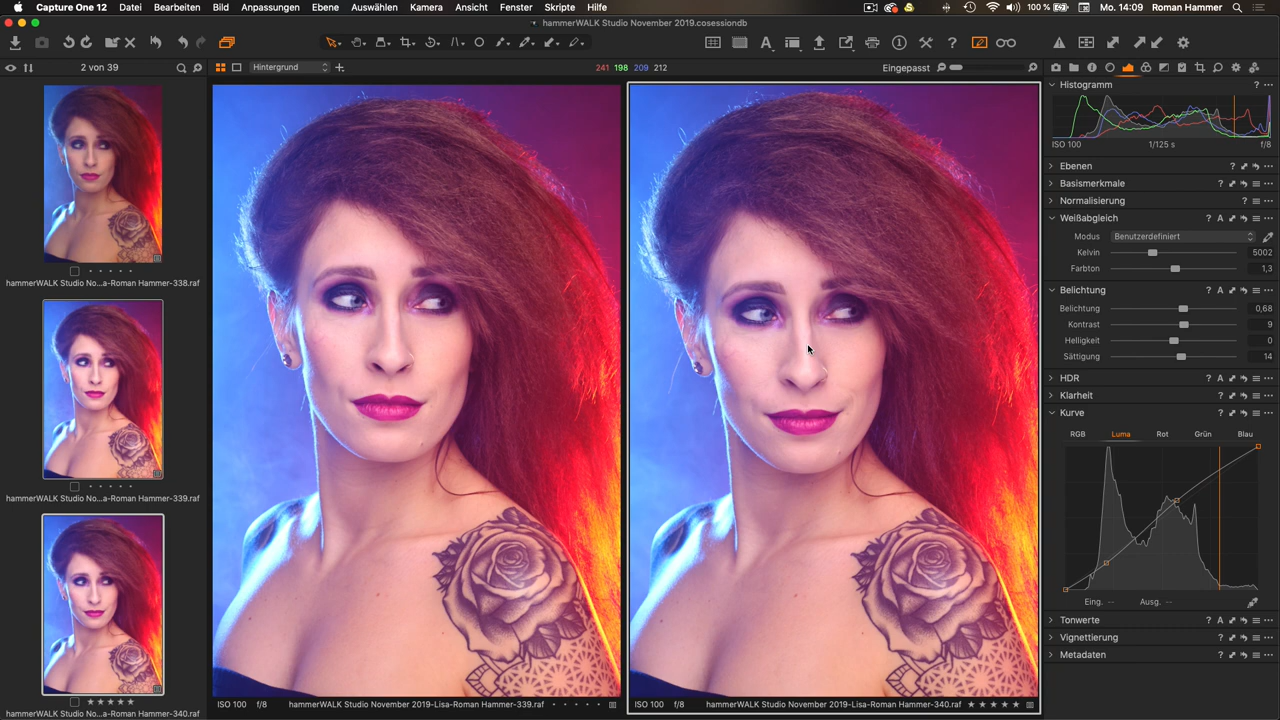 Capture One 12 Datei Bearbeiten Bild Anpassungen Ebene Auswählen Kamera Ansicht Fenster Skripte Hilfe 100 % Mo. 14:09 Roman Hammer
hammerWALK Studio November 2019.cosessiondb
2 von 39 Hintergrund 241 198 209 212 Eingepasst
Histogramm
ISO 100 1/125 s f/8
Ebenen
Basismerkmale
Normalisierung
Weißabgleich
Modus Benutzerdefiniert
Kelvin 5002
Farbton 1,3
Belichtung
Belichtung 0,68
Kontrast 9
Helligkeit 0
Sättigung 14
HDR
Klarheit
Kurve
RGB Luma Rot Grün Blau
Eing. -- Ausg. --
Tonwerte
Vignettierung
Metadaten
hammerWALK Studio No...a-Roman Hammer-338.raf
hammerWALK Studio No...a-Roman Hammer-339.raf
hammerWALK Studio No...a-Roman Hammer-340.raf
ISO 100 f/8 hammerWALK Studio November 2019-Lisa-Roman Hammer-339.raf
ISO 100 f/8 hammerWALK Studio November 2019-Lisa-Roman Hammer-340.raf